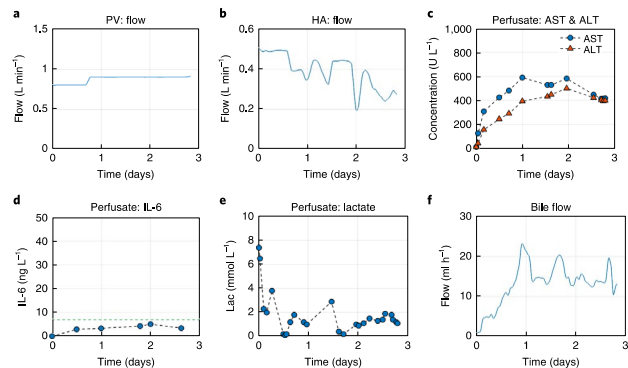 a
PV: flow
1.5
1
0.5
0
Flow (L min−1)
0 1 2 3
Time (days)
b
HA: flow
0.6
0.4
0.2
0
Flow (L min−1)
0 1 2 3
Time (days)
c
Perfusate: AST & ALT
1,000
800
600
400
200
0
Concentration (U L−1)
AST
ALT
0 1 2 3
Time (days)
d
Perfusate: IL-6
50
40
30
20
10
0
IL-6 (ng L−1)
0 1 2 3
Time (days)
e
Perfusate: lactate
10
8
6
4
2
0
Lac (mmol L−1)
0 1 2 3
Time (days)
f
Bile flow
30
20
10
0
Flow (ml h−1)
0 1 2 3
Time (days)